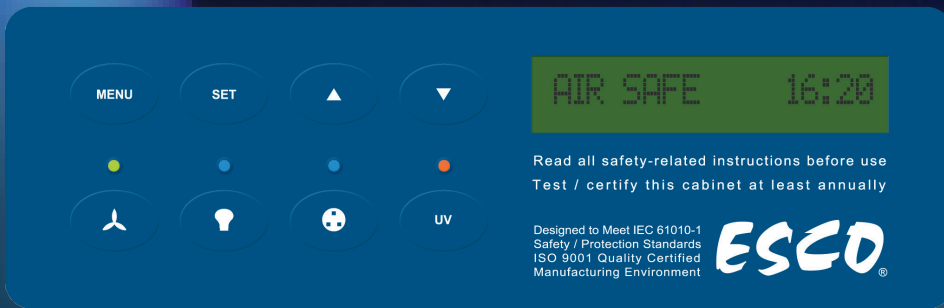 MENU
SET
▲
▼
AIR SAFE 16:20
Read all safety-related instructions before use
Test / certify this cabinet at least annually
UV
Designed to Meet IEC 61010-1
Safety / Protection Standards
ISO 9001 Quality Certified
Manufacturing Environment
ESCO®